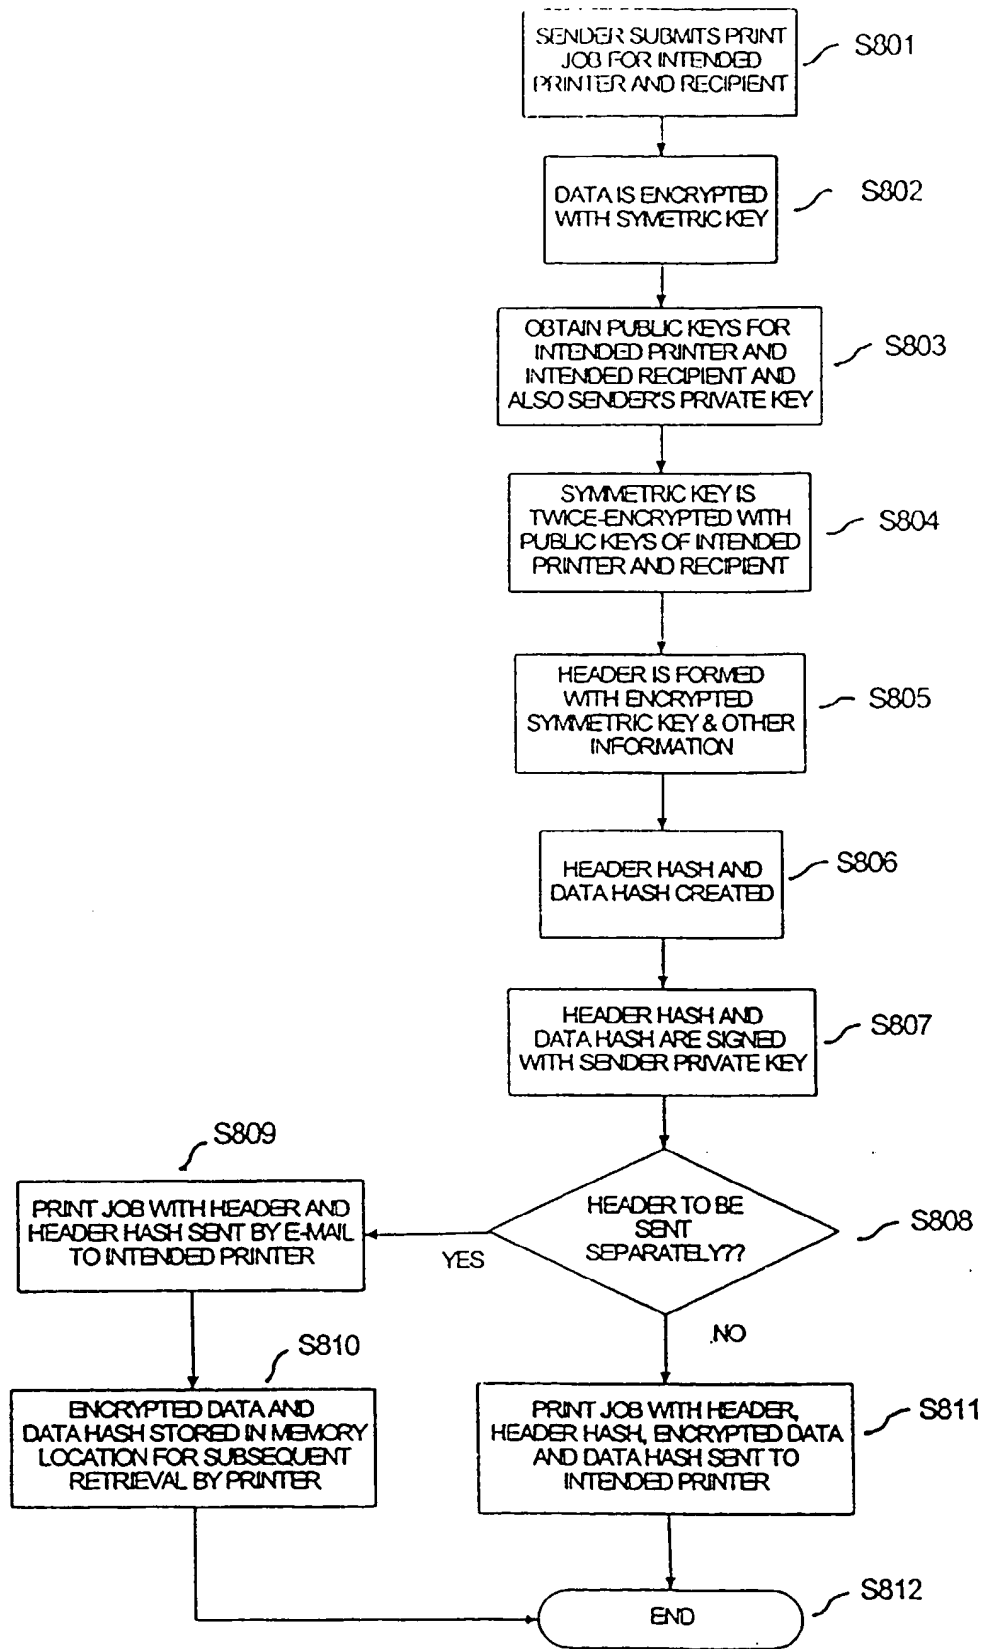 SENDER SUBMITS PRINT
JOB FOR INTENDED
PRINTER AND RECIPIENT
S801
DATA IS ENCRYPTED
WITH SYMETRIC KEY
S802
OBTAIN PUBLIC KEYS FOR
INTENDED PRINTER AND
INTENDED RECIPIENT AND
ALSO SENDER'S PRIVATE KEY
S803
SYMMETRIC KEY IS
TWICE-ENCRYPTED WITH
PUBLIC KEYS OF INTENDED
PRINTER AND RECIPIENT
S804
HEADER IS FORMED
WITH ENCRYPTED
SYMMETRIC KEY & OTHER
INFORMATION
S805
HEADER HASH AND
DATA HASH CREATED
S806
HEADER HASH AND
DATA HASH ARE SIGNED
WITH SENDER PRIVATE KEY
S807
HEADER TO BE
SENT
SEPARATELY??
S808
YES
NO
S809
PRINT JOB WITH HEADER AND
HEADER HASH SENT BY E-MAIL
TO INTENDED PRINTER
S810
ENCRYPTED DATA AND
DATA HASH STORED IN MEMORY
LOCATION FOR SUBSEQUENT
RETRIEVAL BY PRINTER
PRINT JOB WITH HEADER,
HEADER HASH, ENCRYPTED DATA
AND DATA HASH SENT TO
INTENDED PRINTER
S811
END
S812